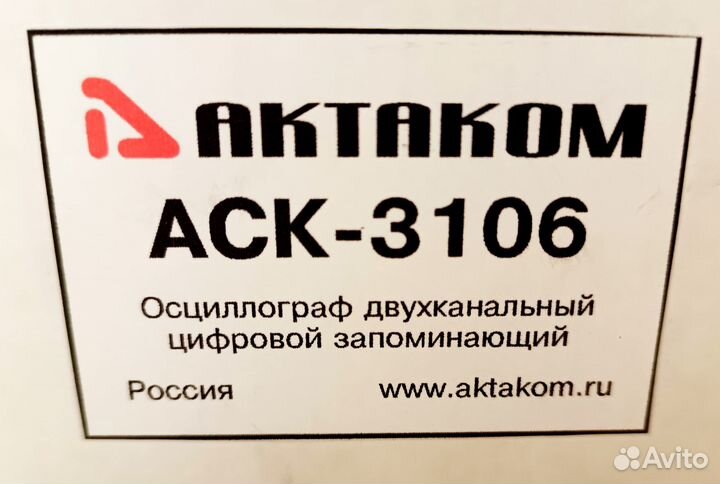 АКТАКОМ
АСК-3106
Осциллограф двухканальный
цифровой запоминающий
Россия www.aktakom.ru
Avito